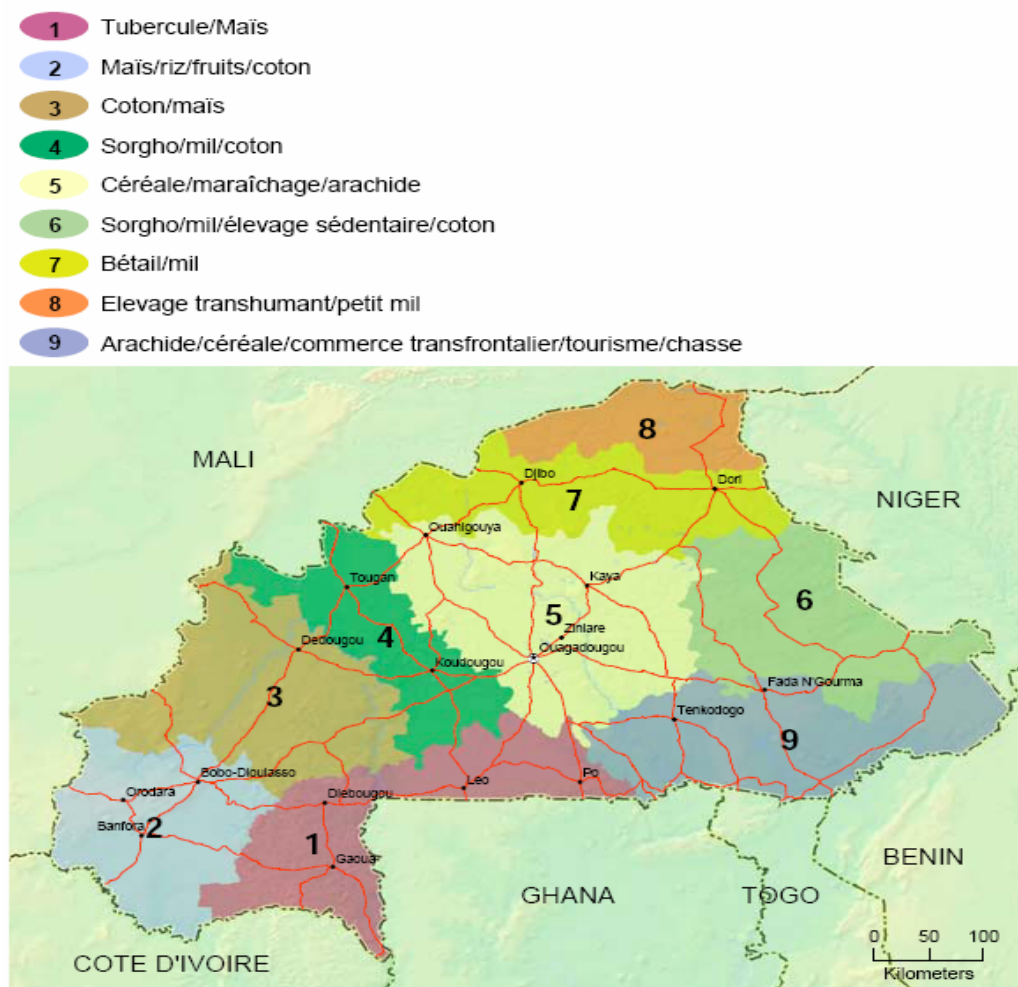 1 Tubercule/Maïs
2 Maïs/riz/fruits/coton
3 Coton/maïs
4 Sorgho/mil/coton
5 Céréale/maraîchage/arachide
6 Sorgho/mil/élevage sédentaire/coton
7 Bétail/mil
8 Elevage transhumant/petit mil
9 Arachide/céréale/commerce transfrontalier/tourisme/chasse
8
MALI
Djibo
Dori
7
NIGER
Ouahigouya
Tougan
Kaya
6
5
Ziniare
4
Dedougou
Ouagadougou
Koudougou
Fada N'Gourma
3
Tenkodogo
9
Bobo-Dioulasso
Leo
Po
Orodara
Diebougou
Banfora
2
1
Gaoua
BENIN
GHANA
TOGO
0 50 100
COTE D'IVOIRE
Kilometers